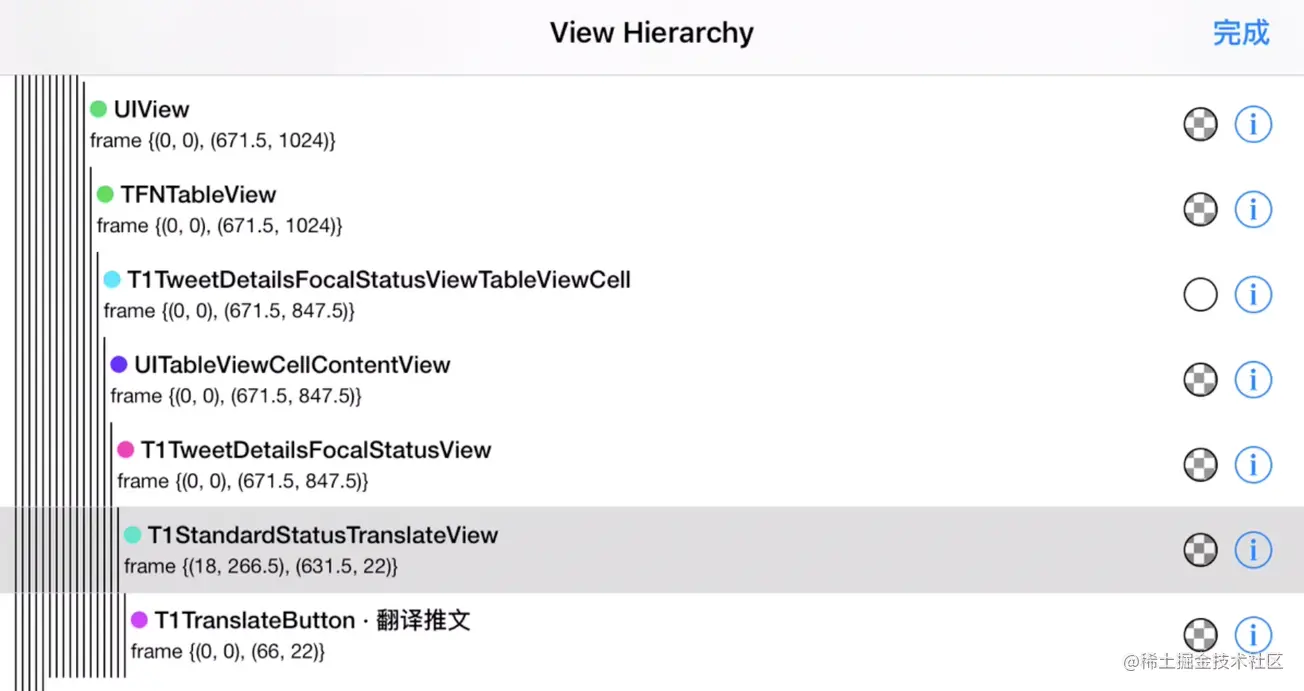 View Hierarchy
完成
UIView
frame {(0, 0), (671.5, 1024)}
TFNTableView
frame {(0, 0), (671.5, 1024)}
T1TweetDetailsFocalStatusViewTableViewCell
frame {(0, 0), (671.5, 847.5)}
UITableViewCellContentView
frame {(0, 0), (671.5, 847.5)}
T1TweetDetailsFocalStatusView
frame {(0, 0), (671.5, 847.5)}
T1StandardStatusTranslateView
frame {(18, 266.5), (631.5, 22)}
T1TranslateButton · 翻译推文
frame {(0, 0), (66, 22)}
@稀土掘金技术社区